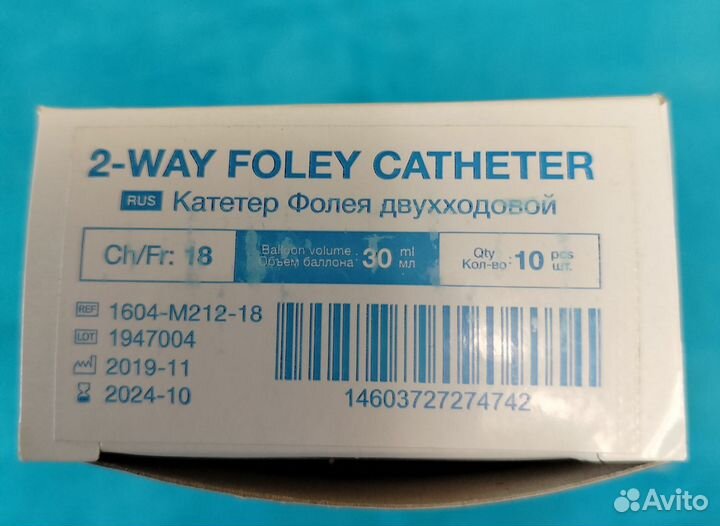 2-WAY FOLEY CATHETER
RUS Катетер Фолея двухходовой
Ch/Fr: 18
Balloon volume
Объем баллона : 30 ml
мл
Qty
Кол-во : 10 pcs
шт.
REF 1604-M212-18
LOT 1947004
2019-11
2024-10
14603727274742
Avito